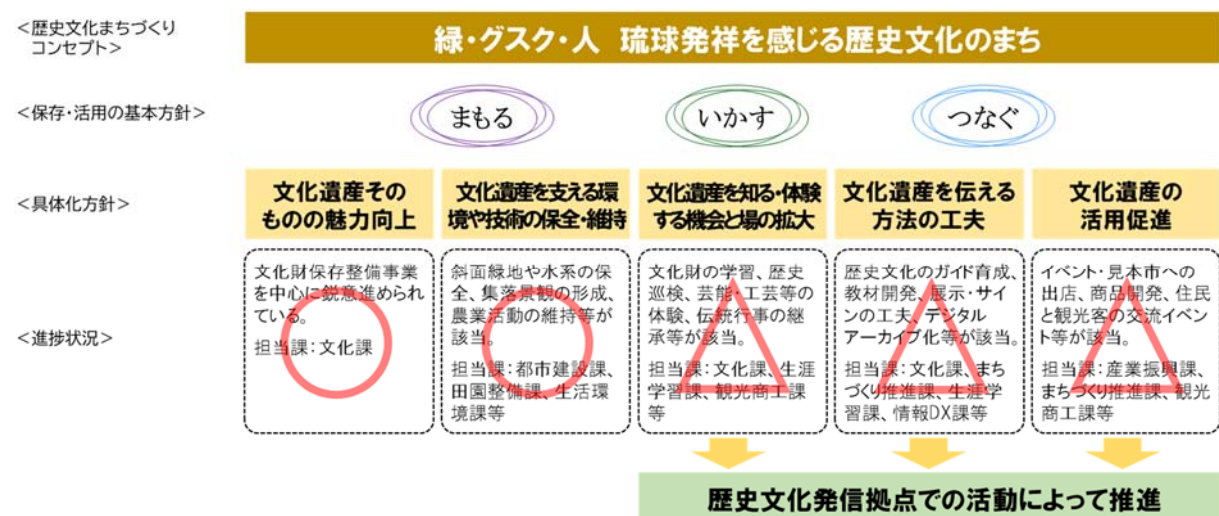 <歴史文化まちづくり
コンセプト>
緑・グスク・人 琉球発祥を感じる歴史文化のまち
<保存・活用の基本方針>
まもる
いかす
つなぐ
<具体化方針>
文化遺産その
ものの魅力向上
文化遺産を支える環
境や技術の保全・維持
文化遺産を知る・体験
する機会と場の拡大
文化遺産を伝える
方法の工夫
文化遺産の
活用促進
<進捗状況>
文化財保存整備事業
を中心に鋭意進められ
ている。
担当課：文化課
斜面緑地や水系の保
全、集落景観の形成、
農業活動の維持等が
該当。
担当課：都市建設課、
田園整備課、生活環
境課等
文化財の学習、歴史
巡検、芸能・工芸等の
体験、伝統行事の継
承等が該当。
担当課：文化課、生涯
学習課、観光商工課
等
歴史文化のガイド育成、
教材開発、展示・サイ
ンの工夫、デジタル
アーカイブ化等が該当。
担当課：文化課、まち
づくり推進課、生涯学
習課、情報DX課等
イベント・見本市への
出店、商品開発、住民
と観光客の交流イベン
ト等が該当。
担当課：産業振興課、
まちづくり推進課、観光
商工課等
歴史文化発信拠点での活動によって推進